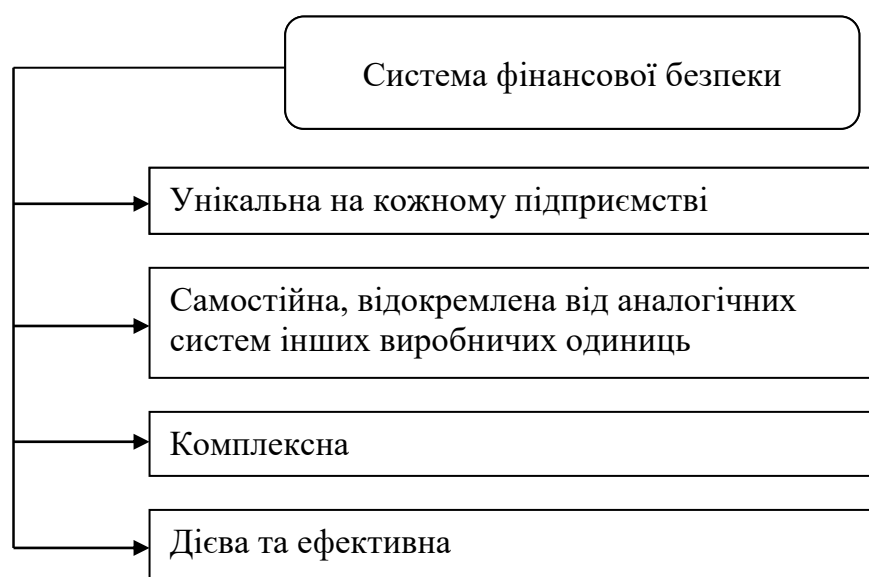 Система фінансової безпеки
Унікальна на кожному підприємстві
Самостійна, відокремлена від аналогічних
систем інших виробничих одиниць
Комплексна
Дієва та ефективна